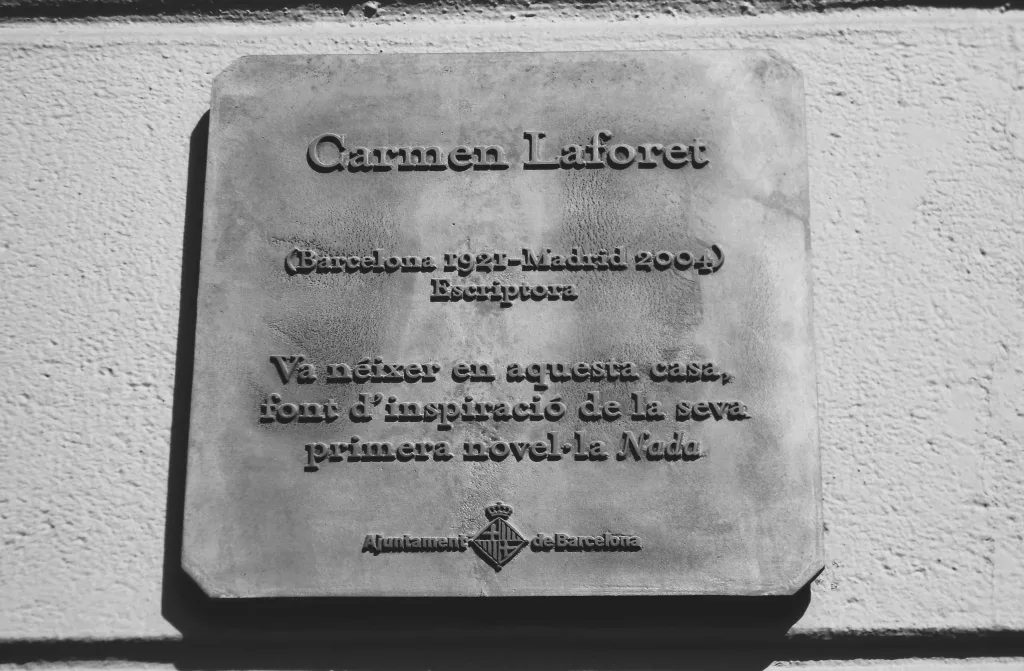 Carmen Laforet
(Barcelona 1921-Madrid 2004)
Escriptora
Va néixer en aquesta casa,
font d'inspiració de la seva
primera novel·la Nada
Ajuntament de Barcelona